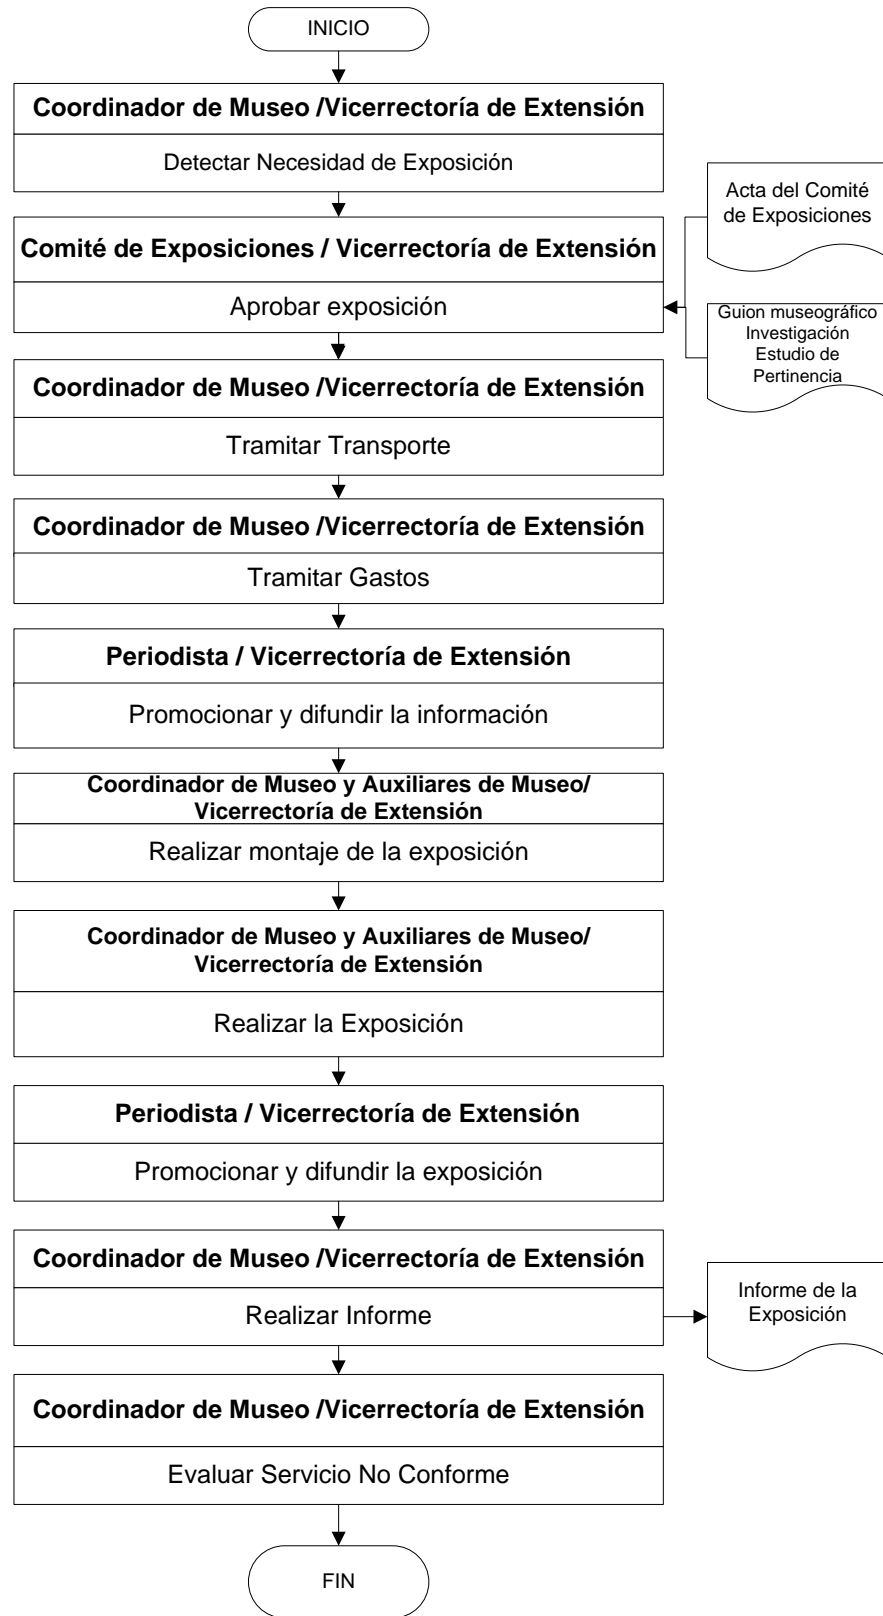 INICIO
Coordinador de Museo /Vicerrectoría de Extensión
Detectar Necesidad de Exposición
Acta del Comité
de Exposiciones
Comité de Exposiciones / Vicerrectoría de Extensión
Aprobar exposición
Guion museográfico
Investigación
Estudio de
Pertinencia
Coordinador de Museo /Vicerrectoría de Extensión
Tramitar Transporte
Coordinador de Museo /Vicerrectoría de Extensión
Tramitar Gastos
Periodista / Vicerrectoría de Extensión
Promocionar y difundir la información
Coordinador de Museo y Auxiliares de Museo/
Vicerrectoría de Extensión
Realizar montaje de la exposición
Coordinador de Museo y Auxiliares de Museo/
Vicerrectoría de Extensión
Realizar la Exposición
Periodista / Vicerrectoría de Extensión
Promocionar y difundir la exposición
Coordinador de Museo /Vicerrectoría de Extensión
Realizar Informe
Informe de la
Exposición
Coordinador de Museo /Vicerrectoría de Extensión
Evaluar Servicio No Conforme
FIN